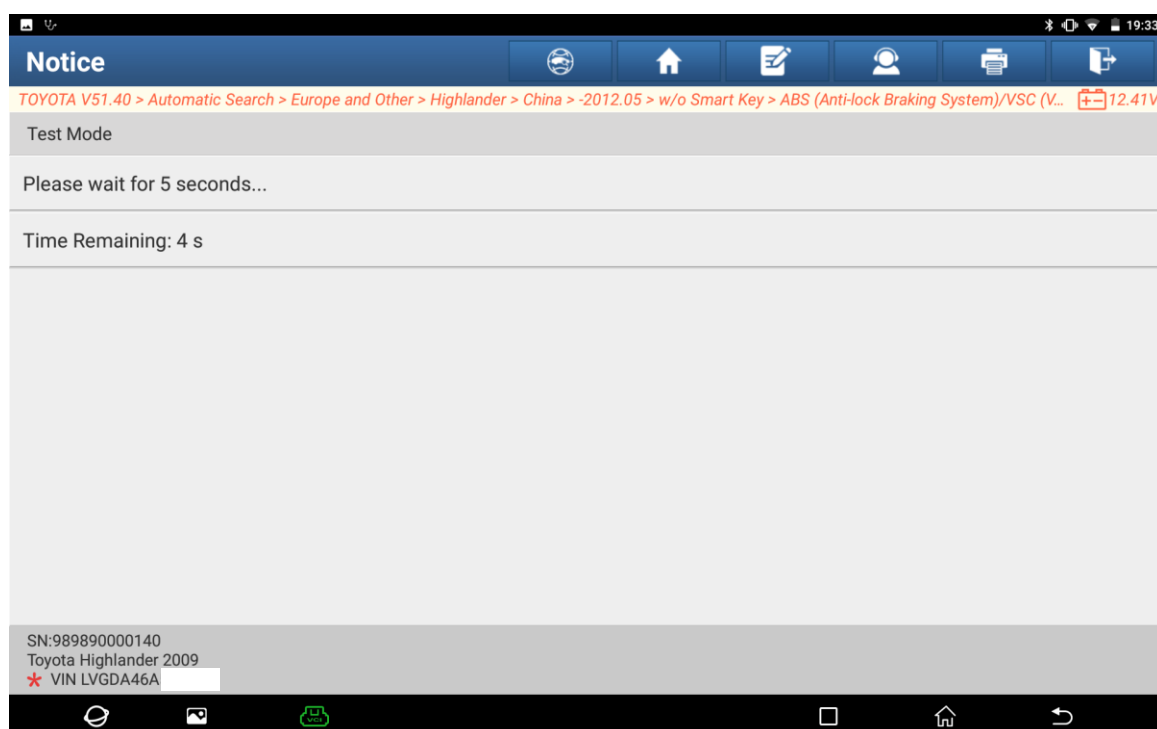 19:33
Notice
TOYOTA V51.40 > Automatic Search > Europe and Other > Highlander > China > -2012.05 > w/o Smart Key > ABS (Anti-lock Braking System)/VSC (V... 12.41V
Test Mode
Please wait for 5 seconds...
Time Remaining: 4 s
SN:989890000140
Toyota Highlander 2009
VIN LVGDA46A
VCI